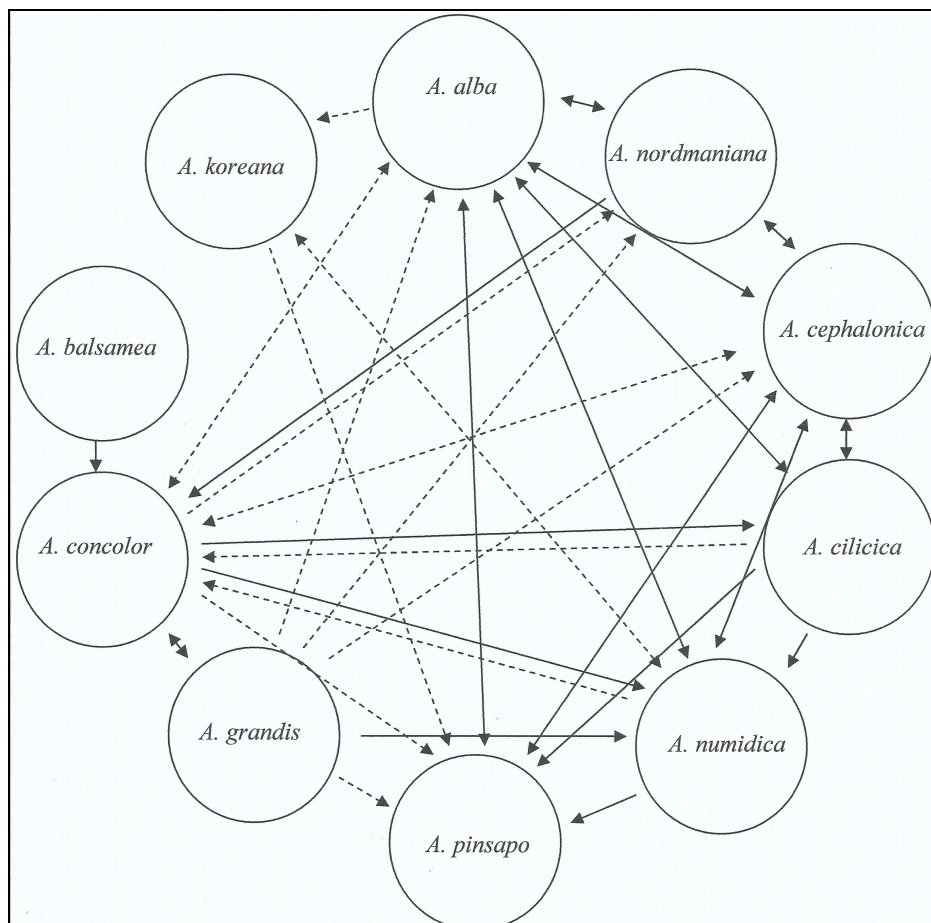 A. alba
A. koreana
A. nordmaniana
A. balsamea
A. cephalonica
A. concolor
A. cilicica
A. grandis
A. numidica
A. pinsapo